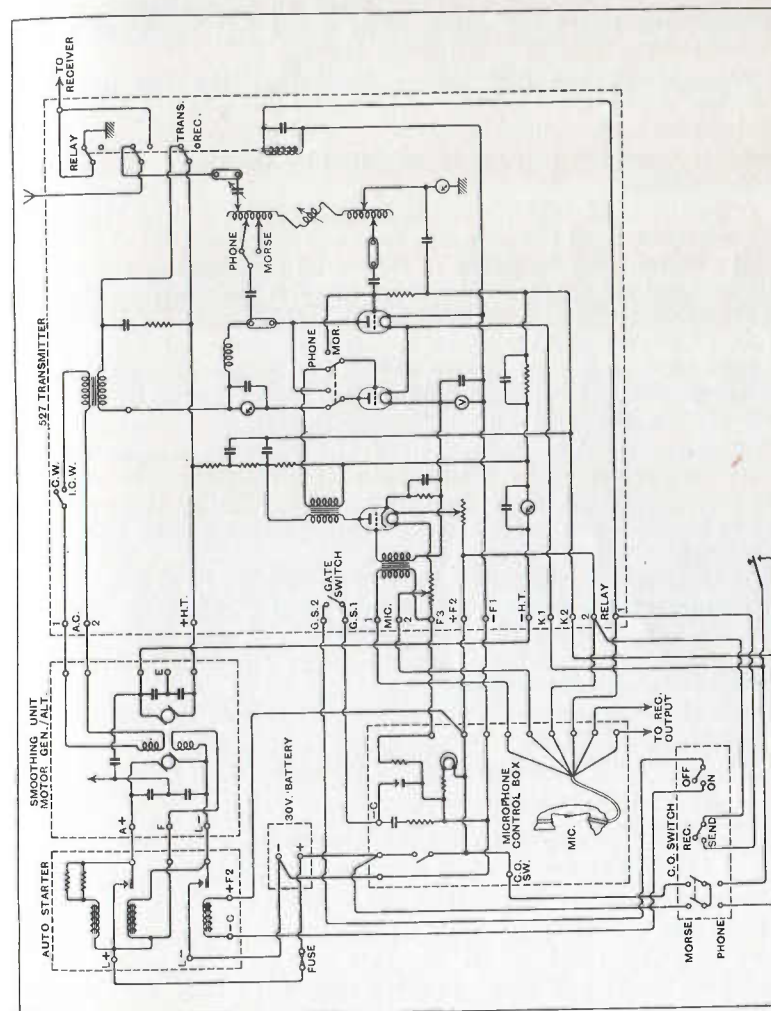 TO
RECEIVER
RELAY
TRANS.
REC.
527 TRANSMITTER
PHONE
MORSE
C.W.
I.C.W.
PHONE
MOR.
V
GATE
SWITCH
1
A.C.
2
+H.T.
G.S.2
G.S.1
1
MIC.
2
F3
+F2
-F1
-H.T.
K1
K2
2
RELAY
1
SMOOTHING UNIT
MOTOR GEN./ALT.
E
A+
F
L-
AUTO STARTER
L+
L-
-C
+F2
30V. BATTERY
-
+
FUSE
-C
MICROPHONE
CONTROL BOX
MIC.
C.O.
SW.
TO REC.
OUTPUT
C.O. SWITCH
REC.
SEND
OFF
ON
MORSE
PHONE